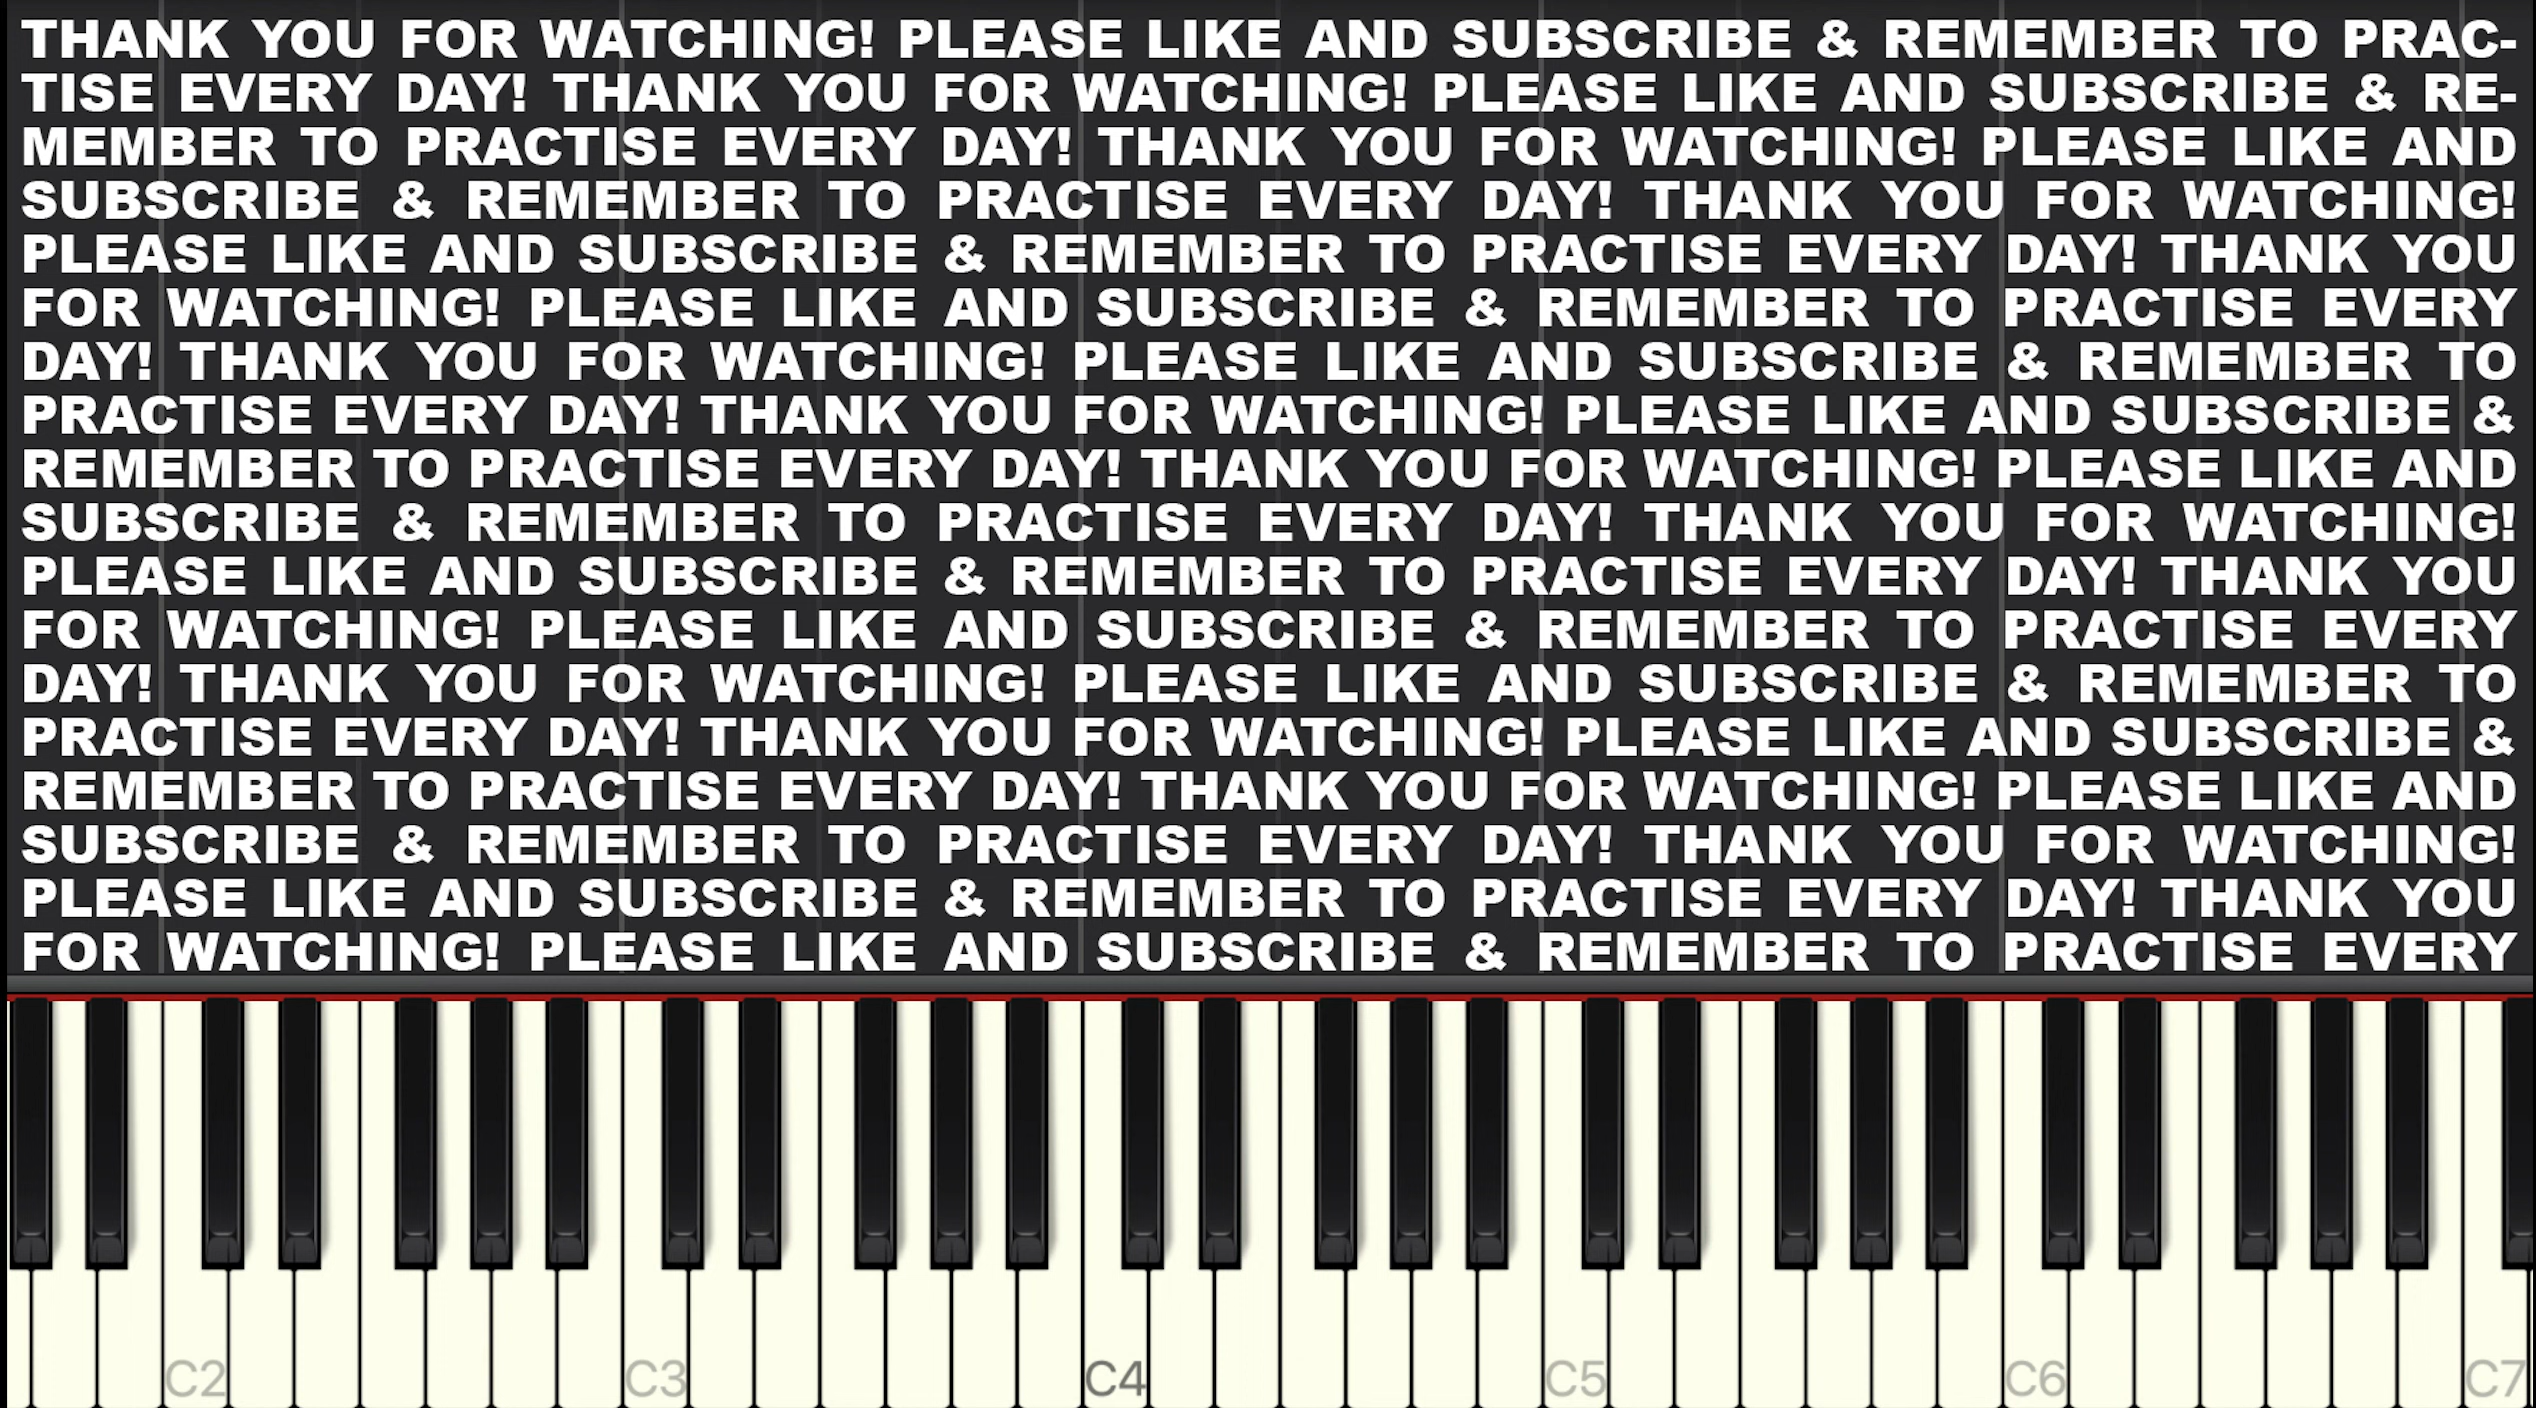 THANK YOU FOR WATCHING! PLEASE LIKE AND SUBSCRIBE & REMEMBER TO PRAC-
TISE EVERY DAY! THANK YOU FOR WATCHING! PLEASE LIKE AND SUBSCRIBE & RE-
MEMBER TO PRACTISE EVERY DAY! THANK YOU FOR WATCHING! PLEASE LIKE AND
SUBSCRIBE & REMEMBER TO PRACTISE EVERY DAY! THANK YOU FOR WATCHING!
PLEASE LIKE AND SUBSCRIBE & REMEMBER TO PRACTISE EVERY DAY! THANK YOU
FOR WATCHING! PLEASE LIKE AND SUBSCRIBE & REMEMBER TO PRACTISE EVERY
DAY! THANK YOU FOR WATCHING! PLEASE LIKE AND SUBSCRIBE & REMEMBER TO
PRACTISE EVERY DAY! THANK YOU FOR WATCHING! PLEASE LIKE AND SUBSCRIBE &
REMEMBER TO PRACTISE EVERY DAY! THANK YOU FOR WATCHING! PLEASE LIKE AND
SUBSCRIBE & REMEMBER TO PRACTISE EVERY DAY! THANK YOU FOR WATCHING!
PLEASE LIKE AND SUBSCRIBE & REMEMBER TO PRACTISE EVERY DAY! THANK YOU
FOR WATCHING! PLEASE LIKE AND SUBSCRIBE & REMEMBER TO PRACTISE EVERY
DAY! THANK YOU FOR WATCHING! PLEASE LIKE AND SUBSCRIBE & REMEMBER TO
PRACTISE EVERY DAY! THANK YOU FOR WATCHING! PLEASE LIKE AND SUBSCRIBE &
REMEMBER TO PRACTISE EVERY DAY! THANK YOU FOR WATCHING! PLEASE LIKE AND
SUBSCRIBE & REMEMBER TO PRACTISE EVERY DAY! THANK YOU FOR WATCHING!
PLEASE LIKE AND SUBSCRIBE & REMEMBER TO PRACTISE EVERY DAY! THANK YOU
FOR WATCHING! PLEASE LIKE AND SUBSCRIBE & REMEMBER TO PRACTISE EVERY
C2 C3 C4 C5 C6 C7